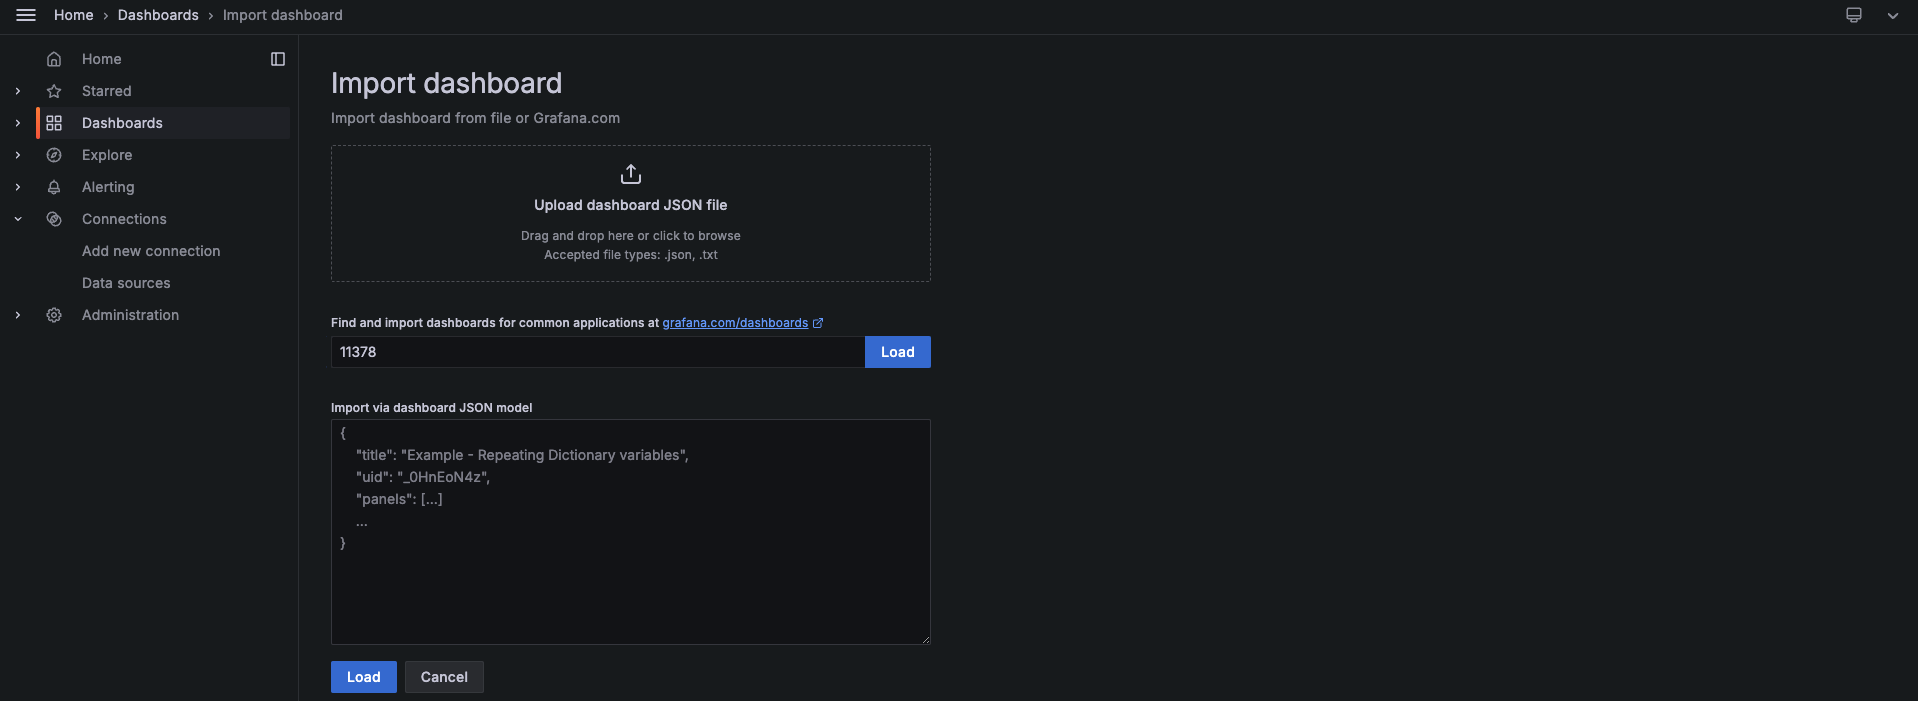 Home › Dashboards › Import dashboard
Home
Starred
Dashboards
Explore
Alerting
Connections
Add new connection
Data sources
Administration
Import dashboard
Import dashboard from file or Grafana.com
Upload dashboard JSON file
Drag and drop here or click to browse
Accepted file types: .json, .txt
Find and import dashboards for common applications at grafana.com/dashboards
11378 Load
Import via dashboard JSON model
{
"title": "Example - Repeating Dictionary variables",
"uid": "_0HnEoN4z",
"panels": [...]
...
}
Load Cancel